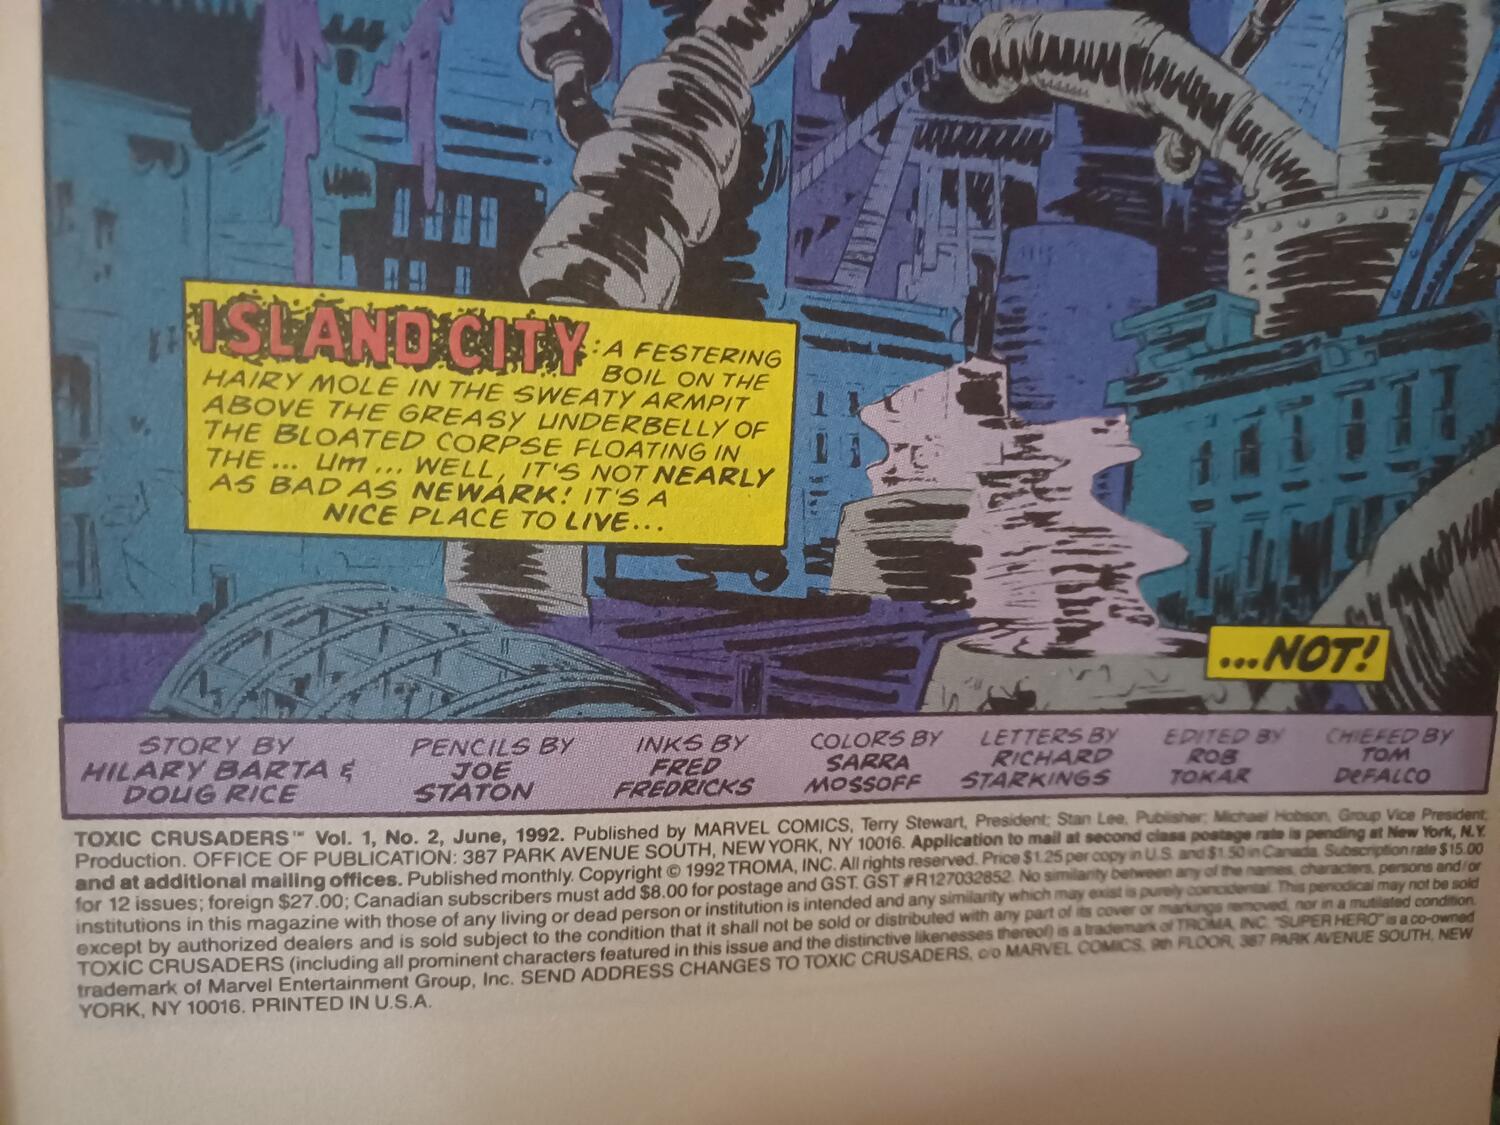 ISLAND CITY: A FESTERING
BOIL ON THE
HAIRY MOLE IN THE SWEATY ARMPIT
ABOVE THE GREASY UNDERBELLY OF
THE BLOATED CORPSE FLOATING IN
THE... UM... WELL, IT'S NOT NEARLY
AS BAD AS NEWARK! IT'S A
NICE PLACE TO LIVE...
...NOT!
STORY BY
HILARY BARTA &
DOUG RICE
PENCILS BY
JOE
STATON
INKS BY
FRED
FREDRICKS
COLORS BY
SARRA
MOSSOFF
LETTERS BY
RICHARD
STARKINGS
EDITED BY
ROB
TOKAR
CHIEFED BY
TOM
DEFALCO
TOXIC CRUSADERS™ Vol. 1, No. 2, June, 1992. Published by MARVEL COMICS, Terry Stewart, President; Stan Lee, Publisher; Michael Hobson, Group Vice President,
Production. OFFICE OF PUBLICATION: 387 PARK AVENUE SOUTH, NEW YORK, NY 10016. Application to mail at second class postage rate is pending at New York, N.Y.
and at additional mailing offices. Published monthly. Copyright © 1992 TROMA, INC. All rights reserved. Price $1.25 per copy in U.S. and $1.50 in Canada. Subscription rate $15.00
for 12 issues; foreign $27.00; Canadian subscribers must add $8.00 for postage and GST. GST #R127032852. No similarity between any of the names, characters, persons and/or
institutions in this magazine with those of any living or dead person or institution is intended and any similarity which may exist is purely coincidental. This periodical may not be sold
except by authorized dealers and is sold subject to the condition that it shall not be sold or distributed with any part of its cover or markings removed, nor in a mutilated condition.
TOXIC CRUSADERS (including all prominent characters featured in this issue and the distinctive likenesses thereof) is a trademark of TROMA, INC. "SUPER HERO" is a co-owned
trademark of Marvel Entertainment Group, Inc. SEND ADDRESS CHANGES TO TOXIC CRUSADERS, c/o MARVEL COMICS, 9th FLOOR, 387 PARK AVENUE SOUTH, NEW
YORK, NY 10016. PRINTED IN U.S.A.